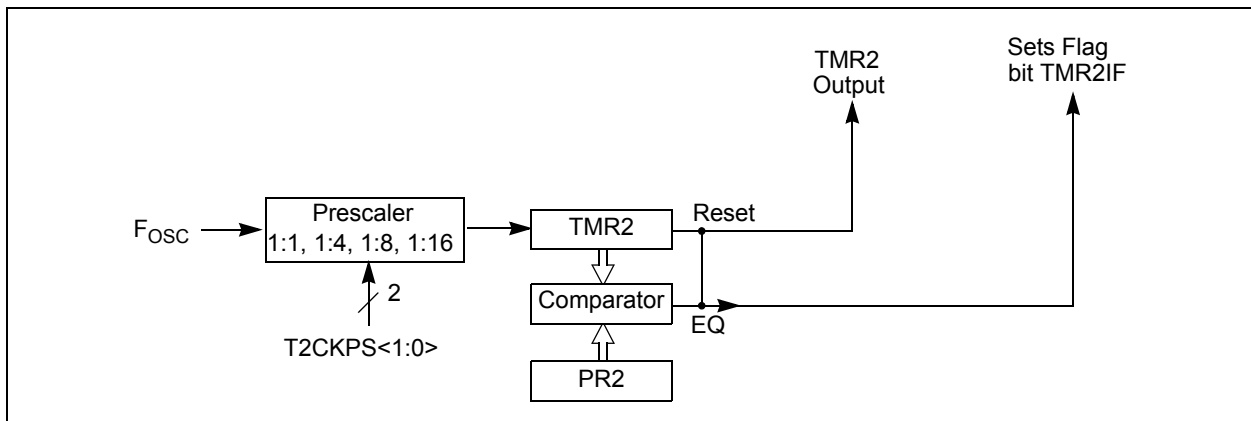 TMR2
Output
Sets Flag
bit TMR2IF
Prescaler
1:1, 1:4, 1:8, 1:16
FOSC
TMR2
Reset
2
Comparator
EQ
T2CKPS<1:0>
PR2